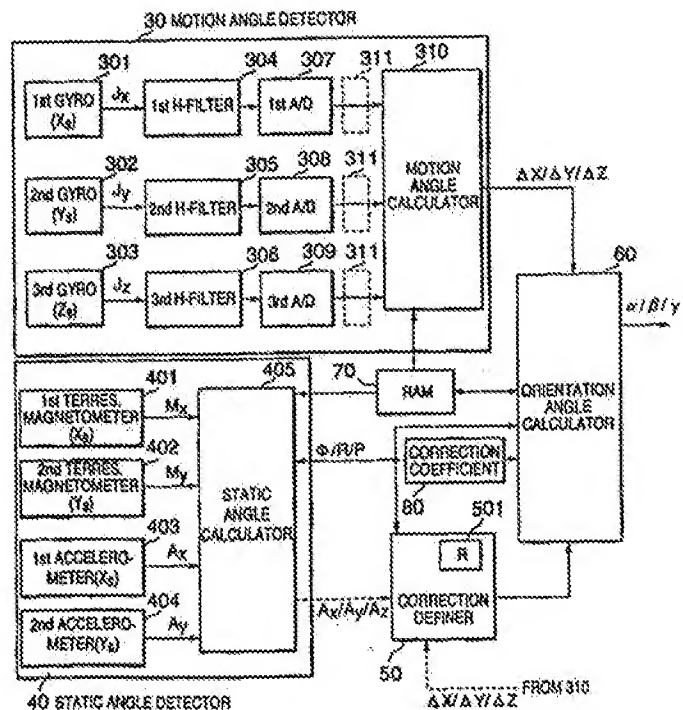 30 MOTION ANGLE DETECTOR
301
304
307
311
310
1st GYRO
(Xs)
Jx
1st H-FILTER
1st A/D
302
305
308
311
2nd GYRO
(Ys)
Jy
2nd H-FILTER
2nd A/D
MOTION
ANGLE
CALCULATOR
ΔX/ΔY/ΔZ
303
308
309
311
3rd GYRO
(Zs)
Jz
3rd H-FILTER
3rd A/D
60
α/β/γ
401
405
70
RAM
1st TERRES.
MAGNETOMETER
(Xs)
Mx
402
2nd TERRES.
MAGNETOMETER
(Ys)
My
STATIC
ANGLE
CALCULATOR
Φ/R/P
CORRECTION
COEFFICIENT
80
ORIENTATION
ANGLE
CALCULATOR
403
1st ACCELERO-
METER(Xs)
Ax
501
R
404
2nd ACCELERO-
METER(Ys)
Ay
Ax/Ay/Az
CORRECTION
DEFINER
50
40 STATIC ANGLE DETECTOR
FROM 310
ΔX/ΔY/ΔZ